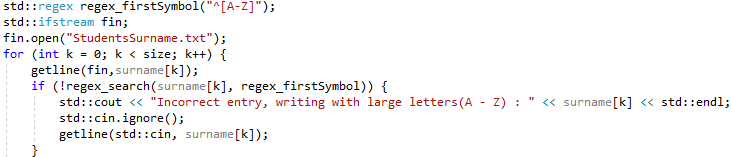 std::regex regex_firstSymbol("^[A-Z]");
std::ifstream fin;
fin.open("StudentsSurname.txt");
for (int k = 0; k < size; k++) {
getline(fin,surname[k]);
if (!regex_search(surname[k], regex_firstSymbol)) {
std::cout << "Incorrect entry, writing with large letters(A - Z) : " << surname[k] << std::endl;
std::cin.ignore();
getline(std::cin, surname[k]);
}